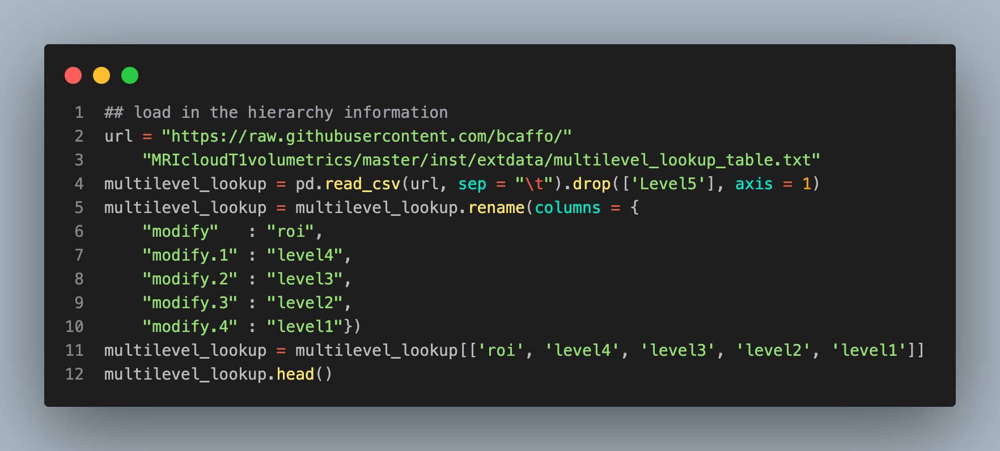 1 ## load in the hierarchy information
2 url = "https://raw.githubusercontent.com/bcaffo/"
3     "MRIcloudT1volumetrics/master/inst/extdata/multilevel_lookup_table.txt"
4 multilevel_lookup = pd.read_csv(url, sep = "\t").drop(['Level5'], axis = 1)
5 multilevel_lookup = multilevel_lookup.rename(columns = {
6     "modify"   : "roi",
7     "modify.1" : "level4",
8     "modify.2" : "level3",
9     "modify.3" : "level2",
10     "modify.4" : "level1"})
11 multilevel_lookup = multilevel_lookup[['roi', 'level4', 'level3', 'level2', 'level1']]
12 multilevel_lookup.head()